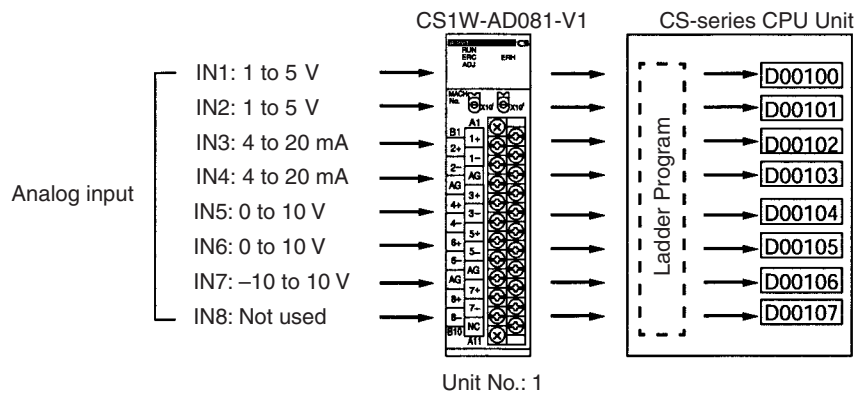 CS1W-AD081-V1
CS-series CPU Unit
CS
RUN
ERC
ADJ
ERH
MACH
No.
x10¹
x10⁰
Analog input
IN1: 1 to 5 V
IN2: 1 to 5 V
IN3: 4 to 20 mA
IN4: 4 to 20 mA
IN5: 0 to 10 V
IN6: 0 to 10 V
IN7: –10 to 10 V
IN8: Not used
B1
2+
2–
AG
4+
4–
6+
6–
AG
8+
8–
B10
A1
1+
1–
AG
3+
3–
5+
5–
AG
7+
7–
NC
A11
Ladder Program
D00100
D00101
D00102
D00103
D00104
D00105
D00106
D00107
Unit No.: 1